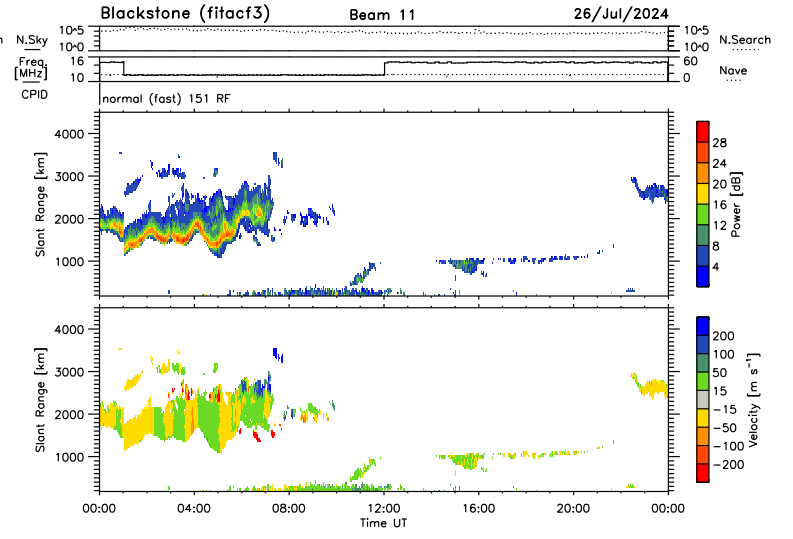 Blackstone (fitacf3)
Beam 11
26/Jul/2024
N.Sky
10^5
10^0
10^5
10^0
N.Search
Freq.
[MHz]
16
10
60
0
Nave
CPID
normal (fast) 151 RF
Slant Range [km]
4000
3000
2000
1000
28
24
20
16
12
8
4
Power [dB]
Slant Range [km]
4000
3000
2000
1000
200
100
50
15
-15
-50
-100
-200
Velocity [m s⁻¹]
00:00
04:00
08:00
12:00
16:00
20:00
00:00
Time UT